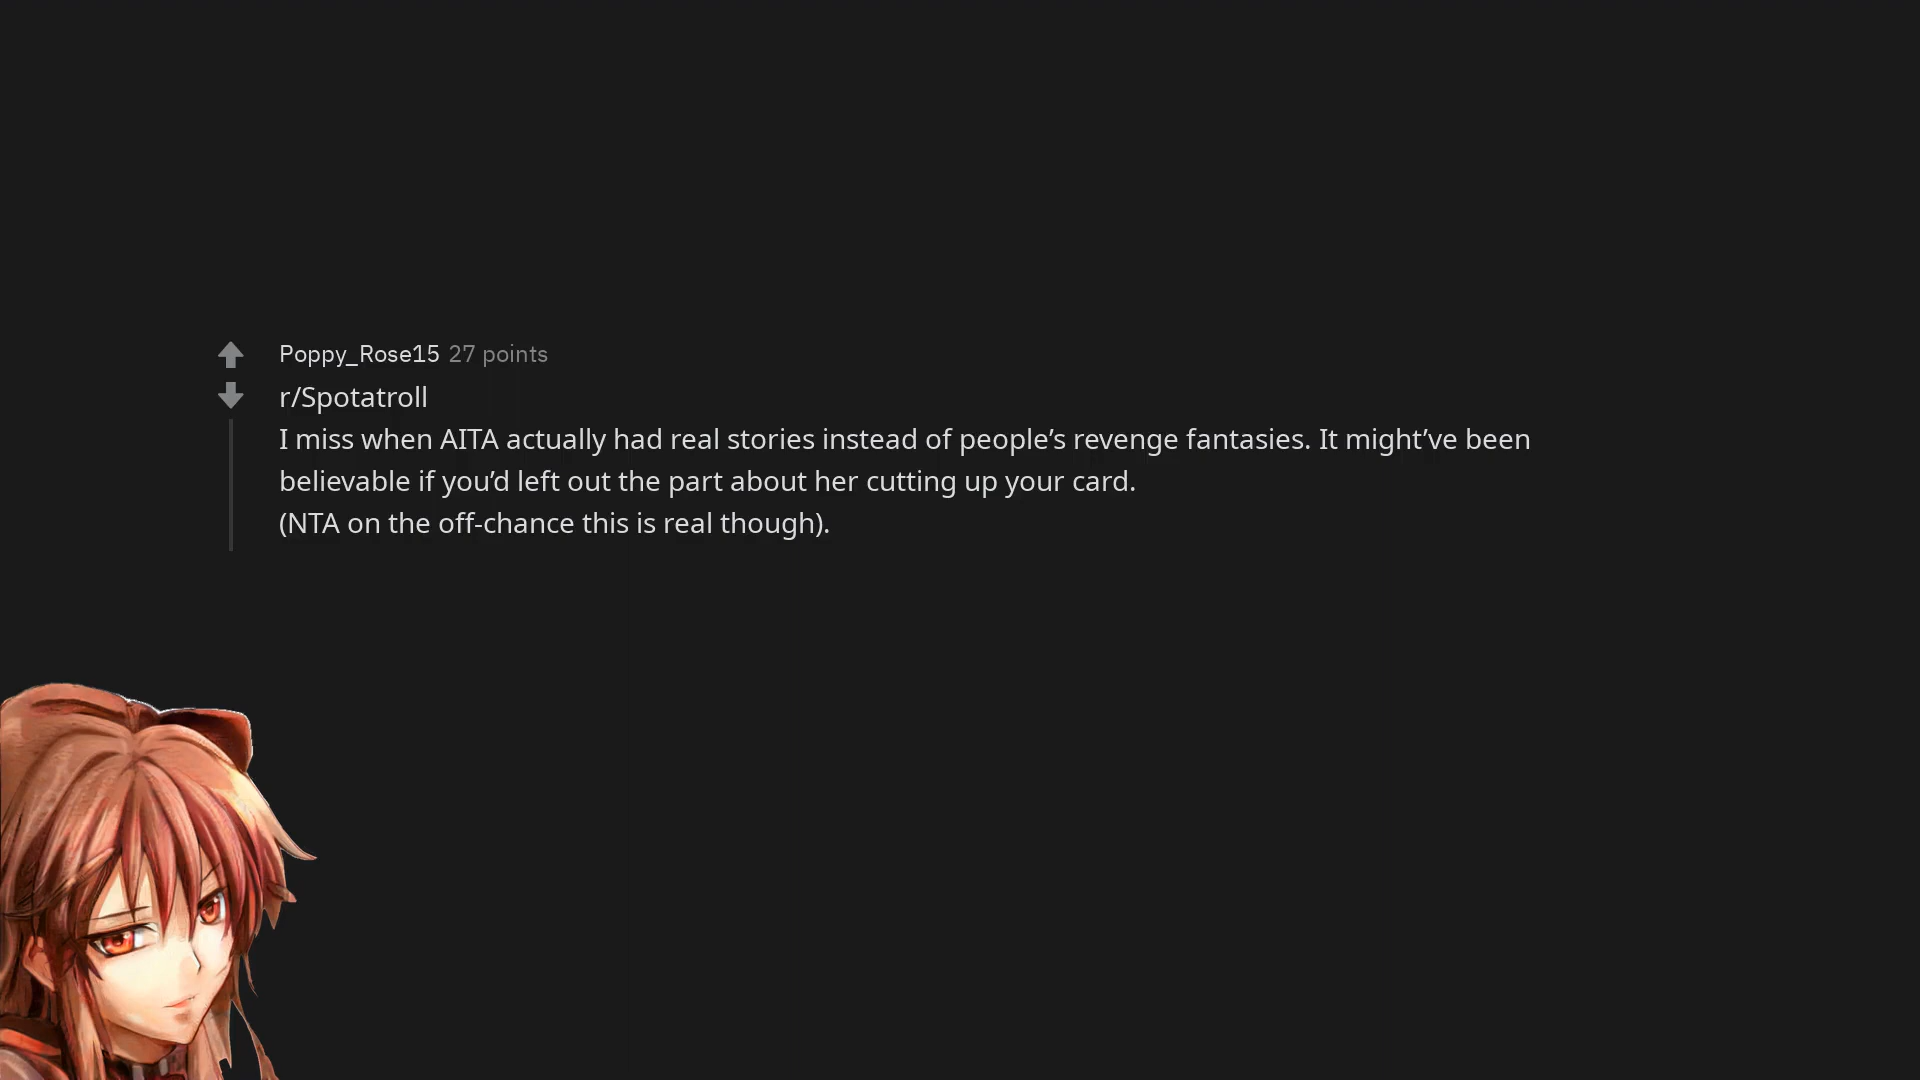 Poppy_Rose15 27 points
r/Spotatroll
I miss when AITA actually had real stories instead of people’s revenge fantasies. It might’ve been
believable if you’d left out the part about her cutting up your card.
(NTA on the off-chance this is real though).